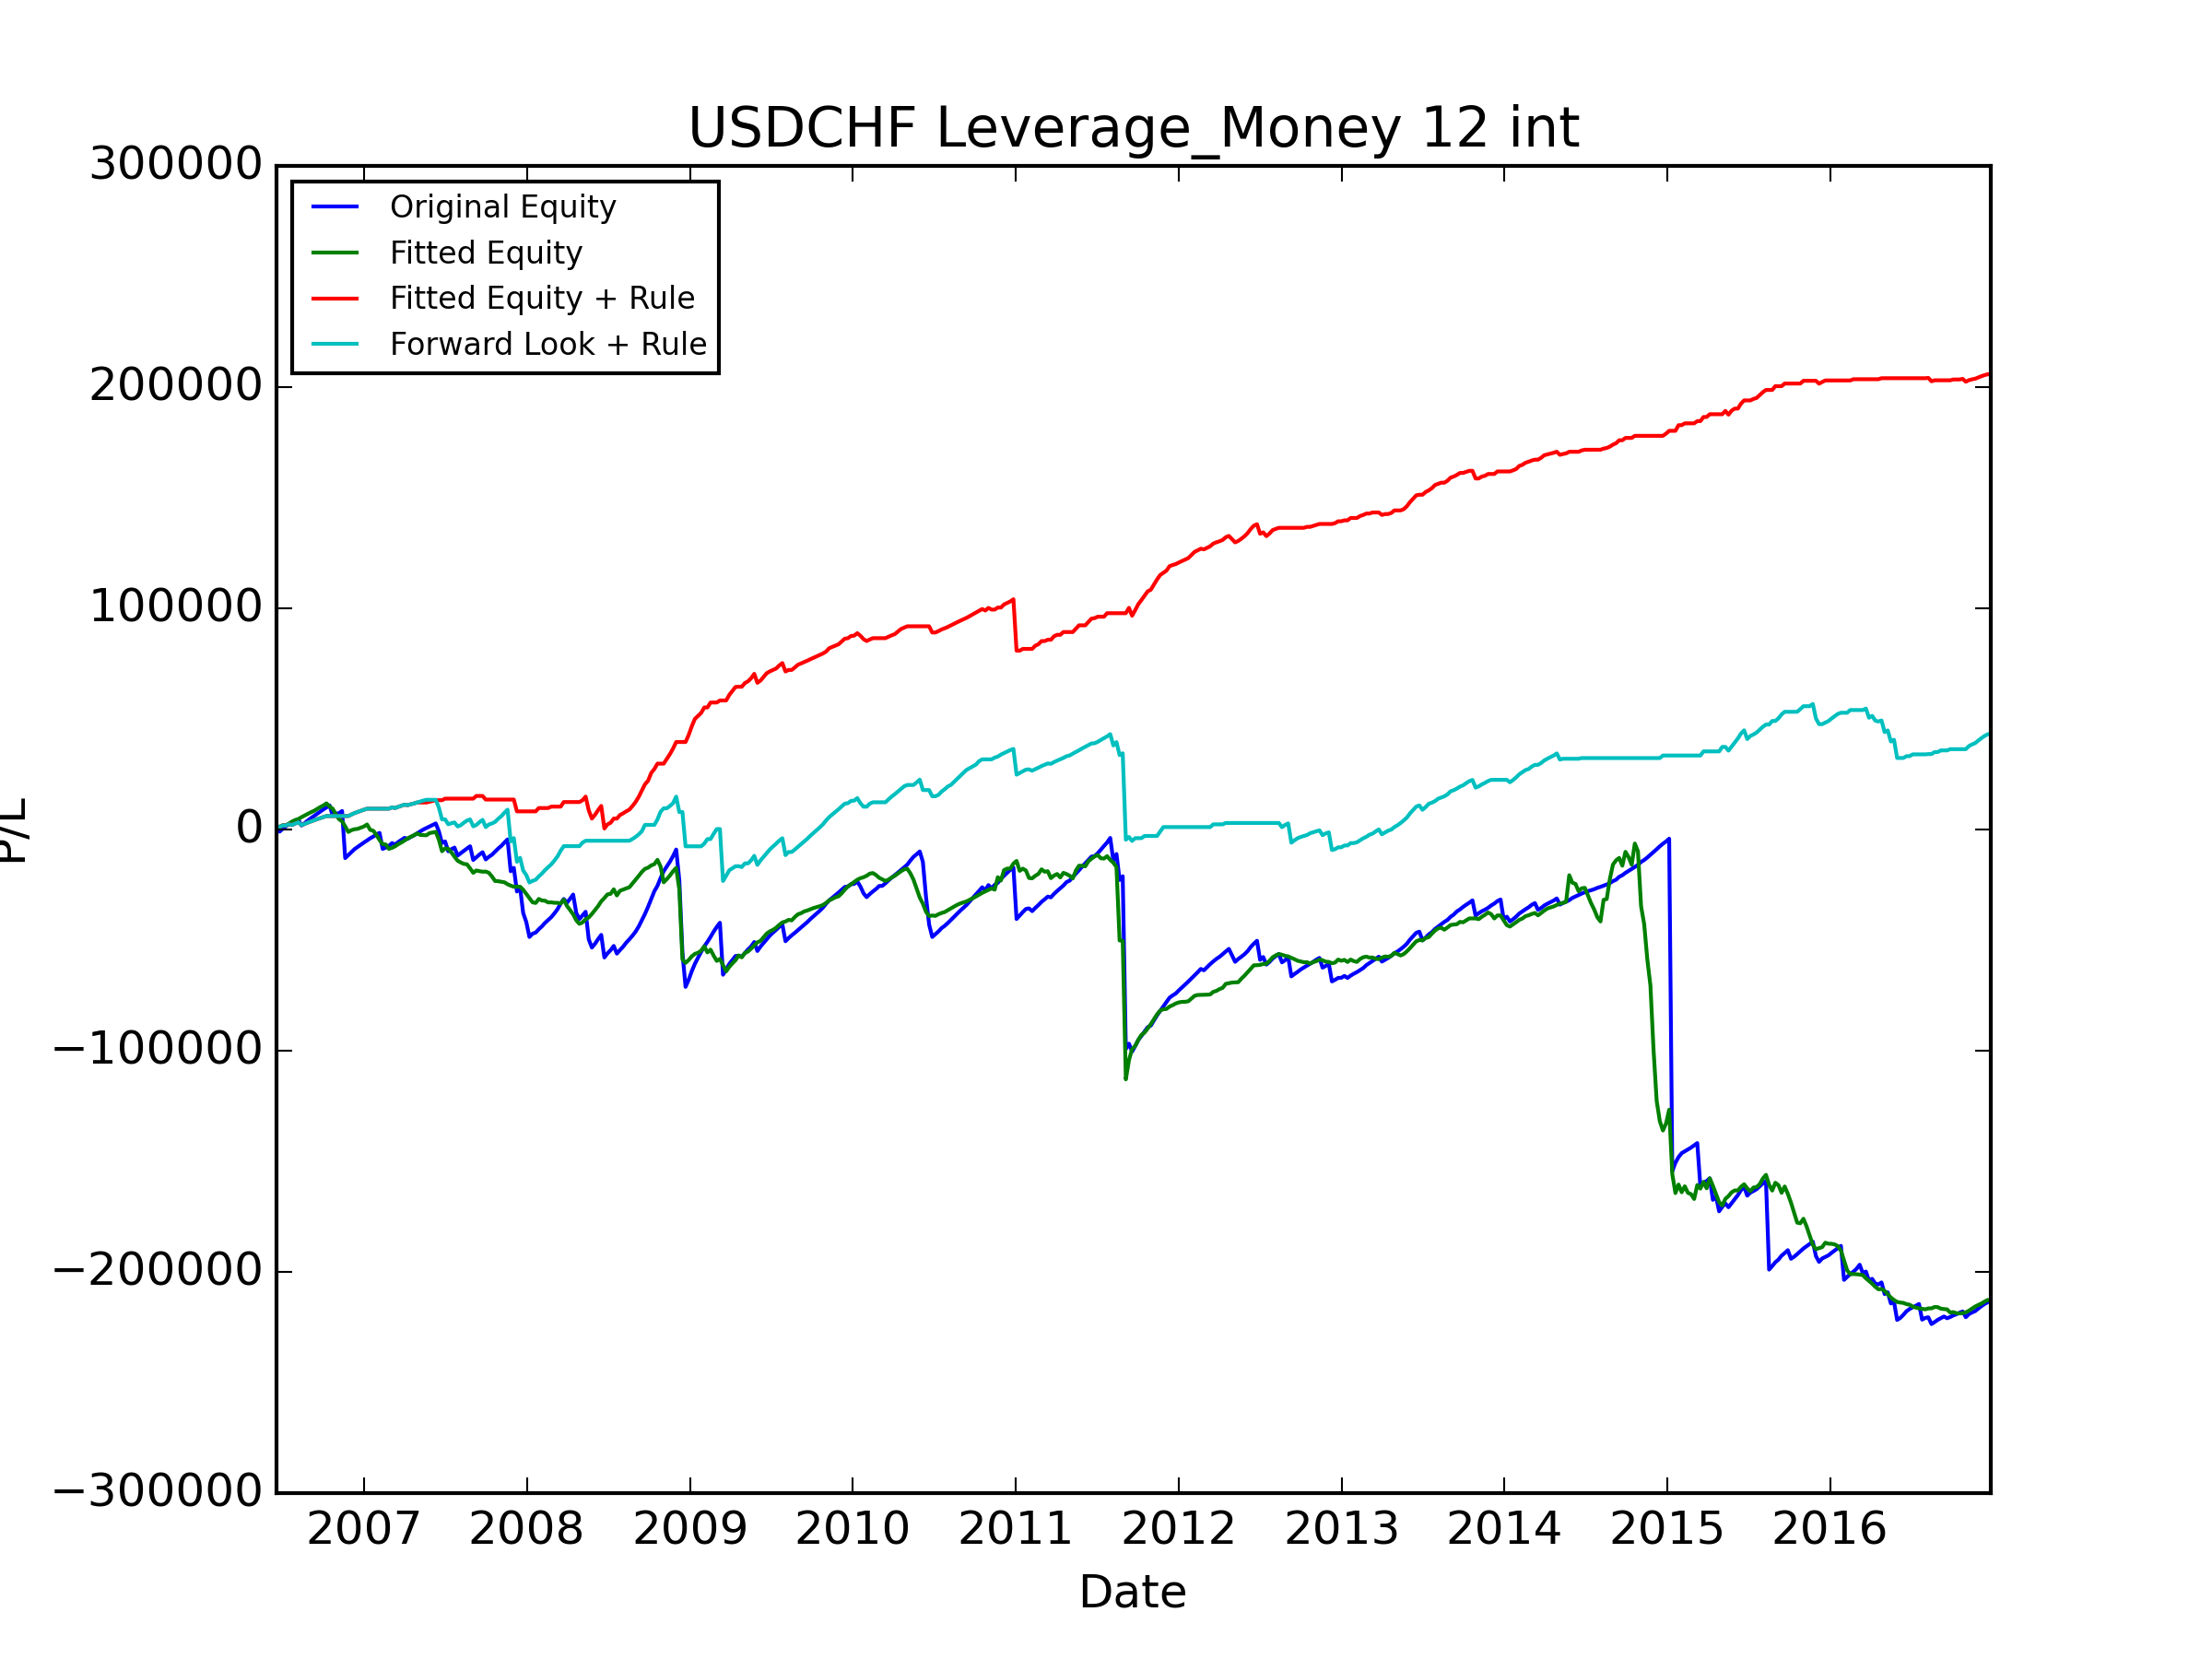 USDCHF Leverage_Money 12 int
300000
200000
100000
0
−100000
−200000
−300000
P/L
Original Equity
Fitted Equity
Fitted Equity + Rule
Forward Look + Rule
2007 2008 2009 2010 2011 2012 2013 2014 2015 2016
Date